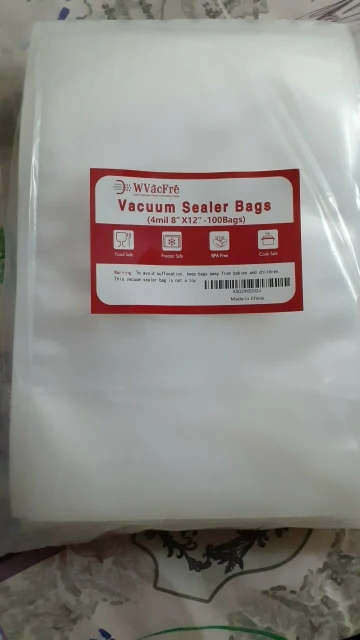 WVacFre
Vacuum Sealer Bags
(4mil 8"X12" -100Bags)
Food Safe
Freezer Safe
BPA Free
Cook Safe
Warning: To avoid suffocation, keep bags away from babies and children.
This vacuum sealer bag is not a toy.
Made in China